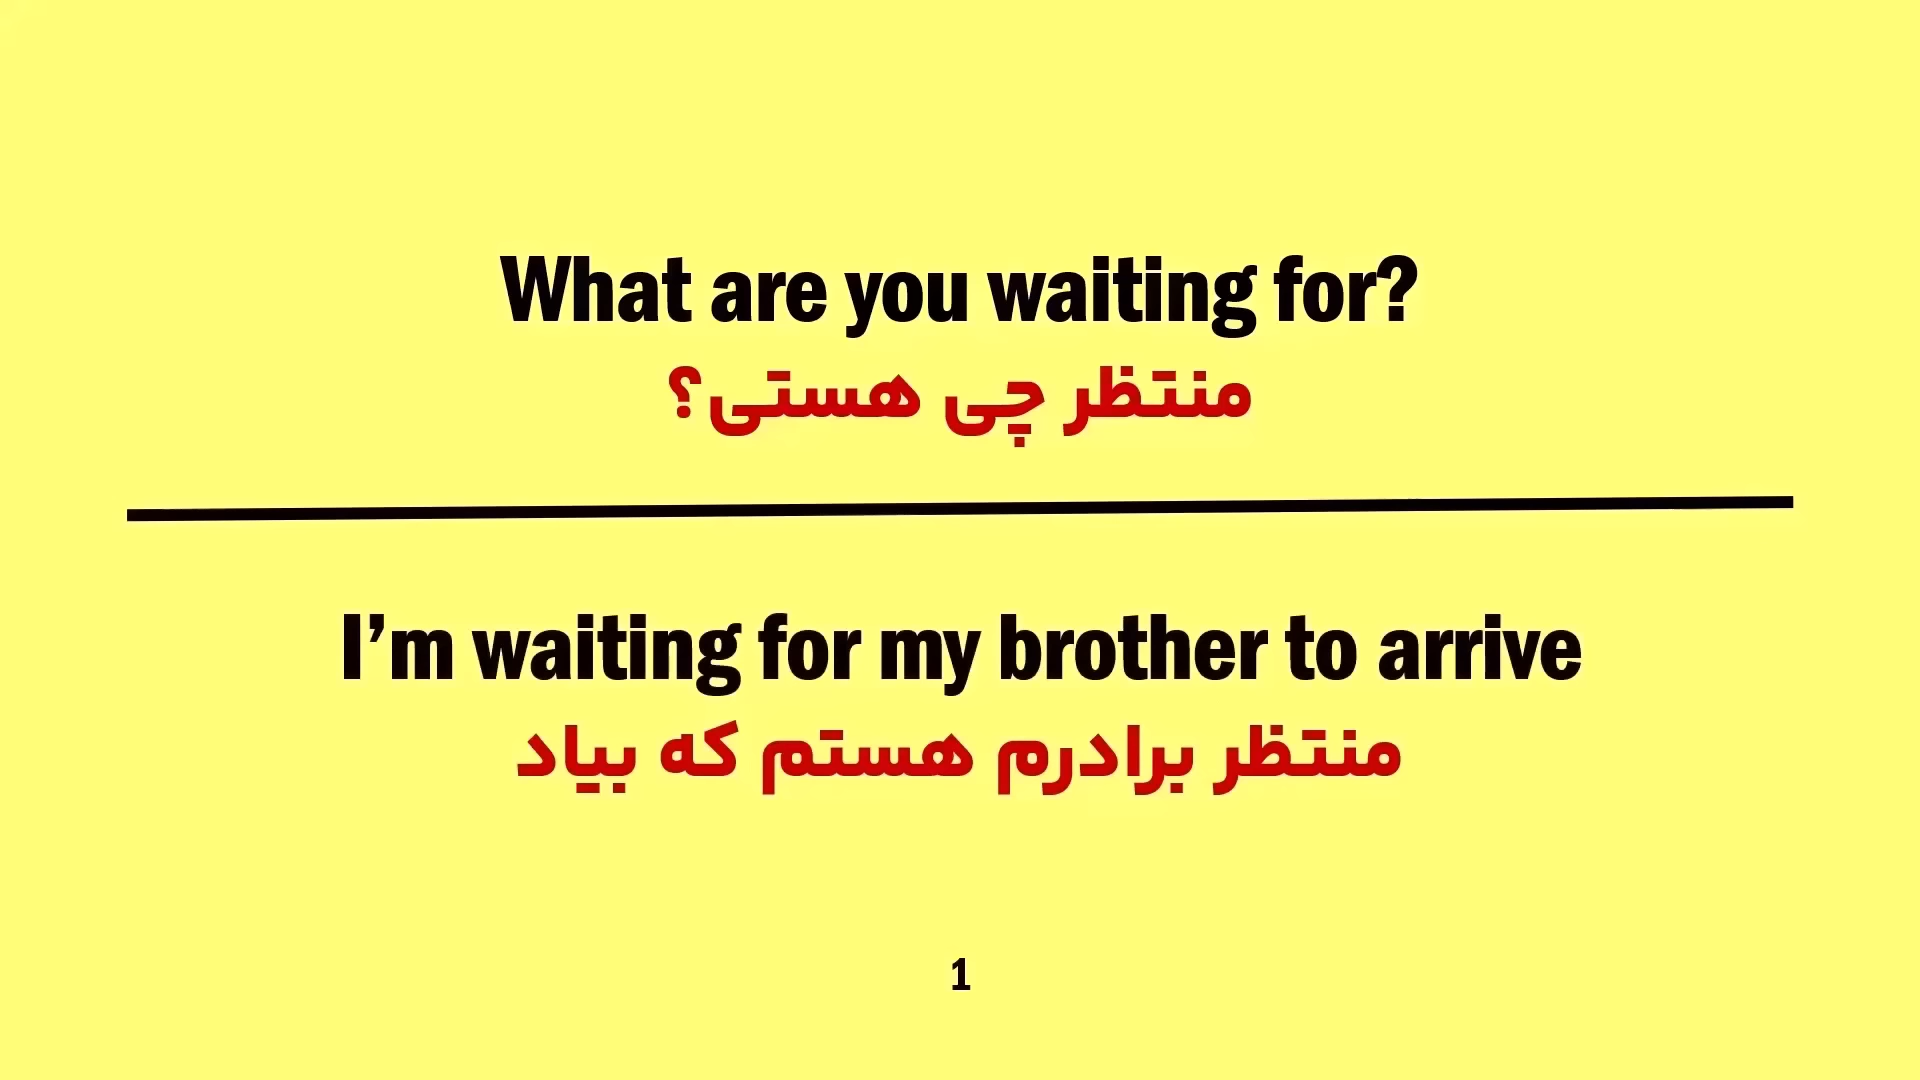 What are you waiting for?
منتظر چی هستی؟
I’m waiting for my brother to arrive
منتظر برادرم هستم که بیاد
1